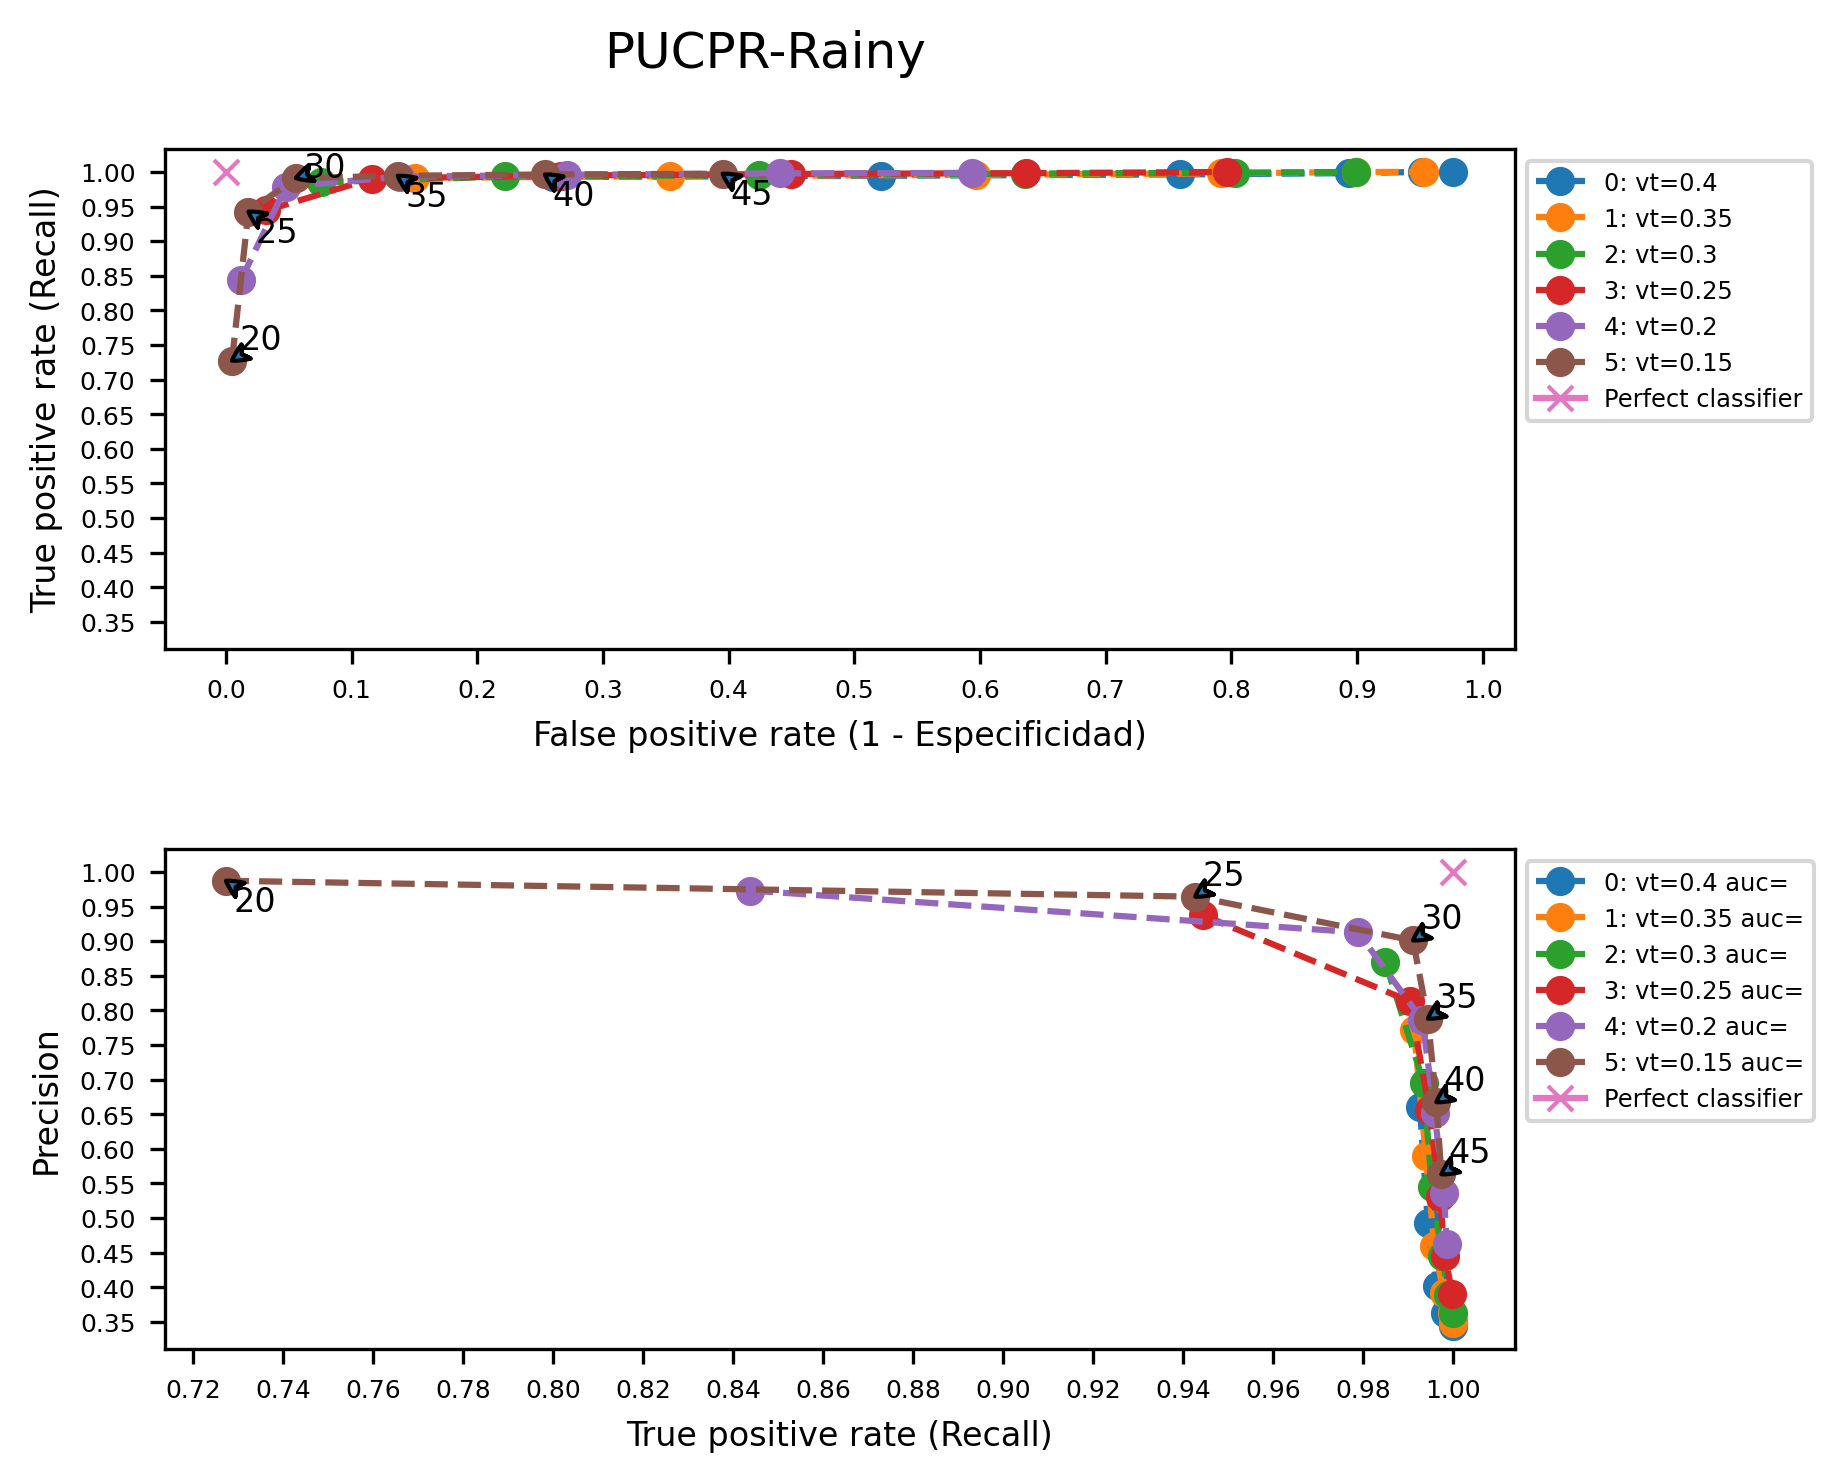 PUCPR-Rainy
True positive rate (Recall)
1.00
0.95
0.90
0.85
0.80
0.75
0.70
0.65
0.60
0.55
0.50
0.45
0.40
0.35
30
35
40
45
25
20
0.0 0.1 0.2 0.3 0.4 0.5 0.6 0.7 0.8 0.9 1.0
False positive rate (1 - Especificidad)
0: vt=0.4
1: vt=0.35
2: vt=0.3
3: vt=0.25
4: vt=0.2
5: vt=0.15
Perfect classifier
Precision
1.00
0.95
0.90
0.85
0.80
0.75
0.70
0.65
0.60
0.55
0.50
0.45
0.40
0.35
20
25
30
35
40
45
0.72 0.74 0.76 0.78 0.80 0.82 0.84 0.86 0.88 0.90 0.92 0.94 0.96 0.98 1.00
True positive rate (Recall)
0: vt=0.4 auc=
1: vt=0.35 auc=
2: vt=0.3 auc=
3: vt=0.25 auc=
4: vt=0.2 auc=
5: vt=0.15 auc=
Perfect classifier